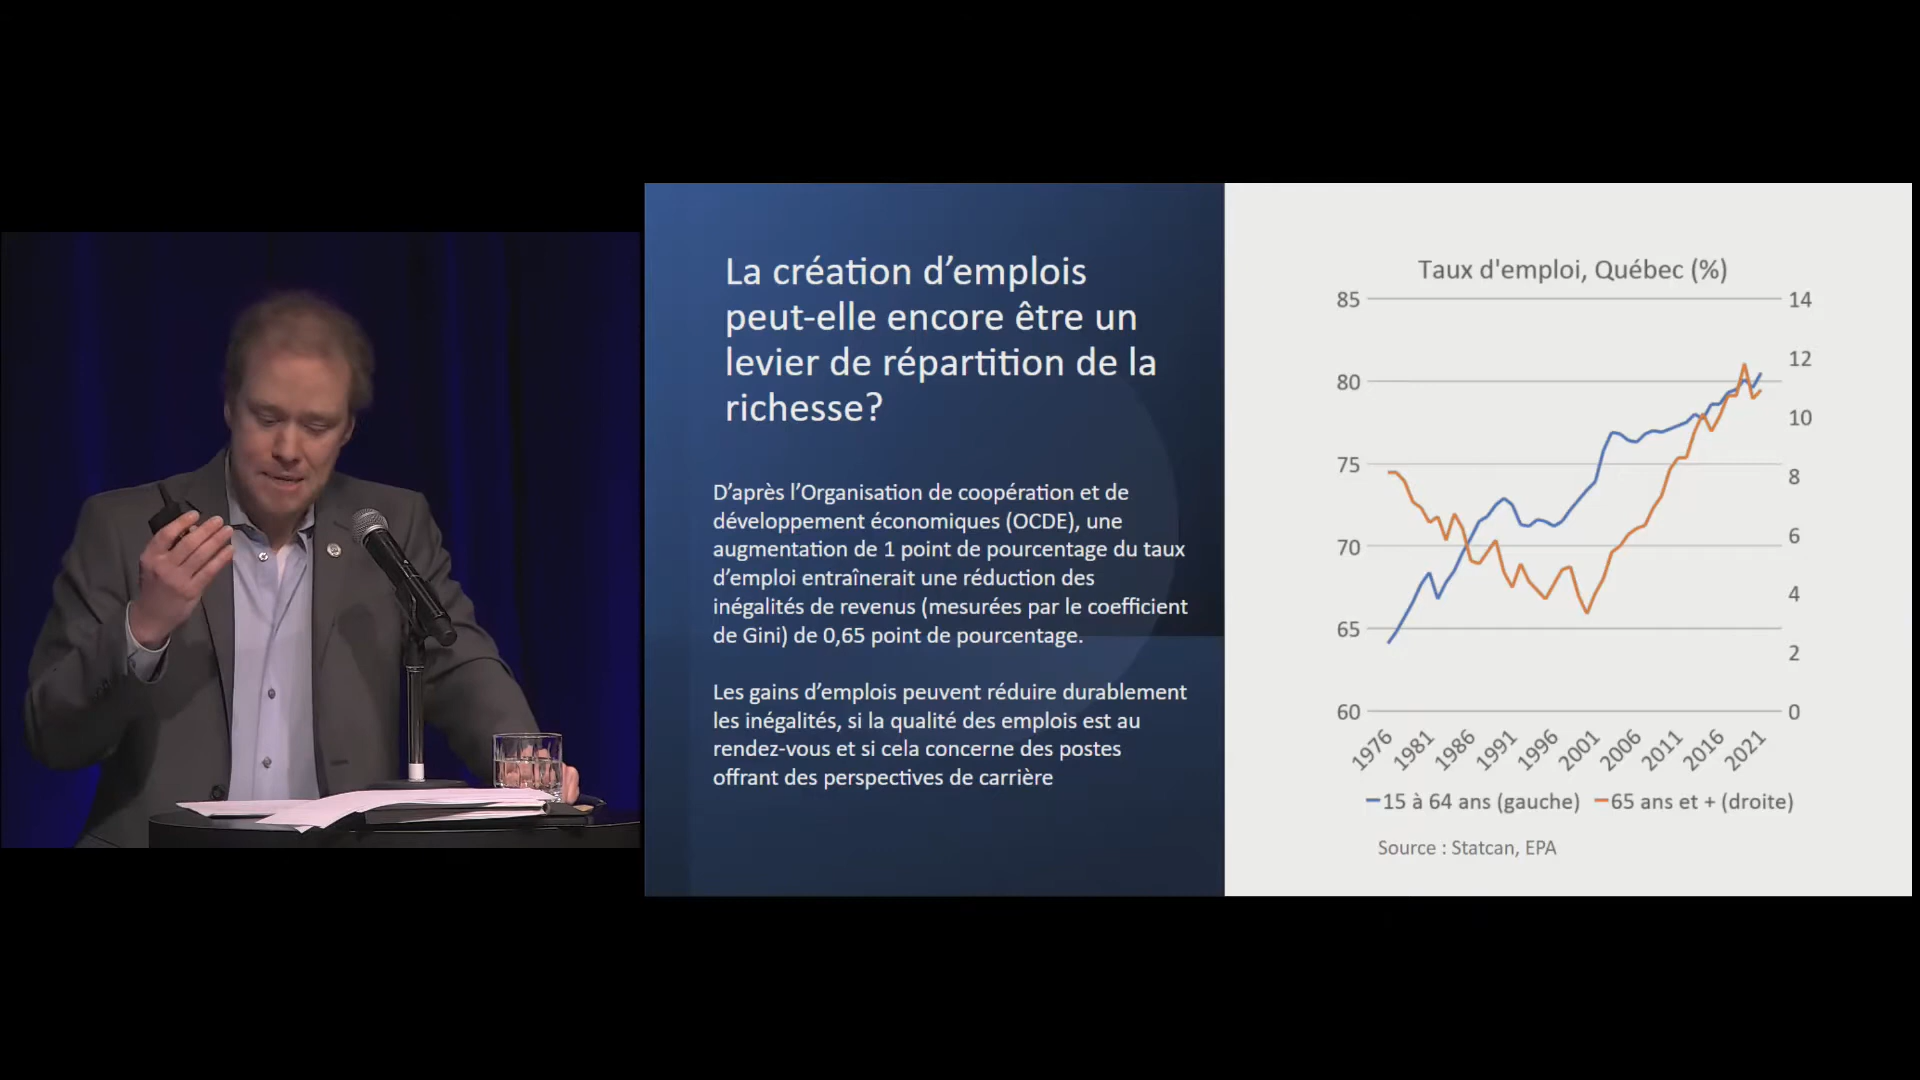 La création d’emplois
peut-elle encore être un
levier de répartition de la
richesse?
D’après l’Organisation de coopération et de
développement économiques (OCDE), une
augmentation de 1 point de pourcentage du taux
d’emploi entraînerait une réduction des
inégalités de revenus (mesurées par le coefficient
de Gini) de 0,65 point de pourcentage.
Les gains d’emplois peuvent réduire durablement
les inégalités, si la qualité des emplois est au
rendez-vous et si cela concerne des postes
offrant des perspectives de carrière
Taux d'emploi, Québec (%)
85 14
12
80
10
75
8
70
6
4
65
2
60 0
1976 1981 1986 1991 1996 2001 2006 2011 2016 2021
15 à 64 ans (gauche) 65 ans et + (droite)
Source : Statcan, EPA